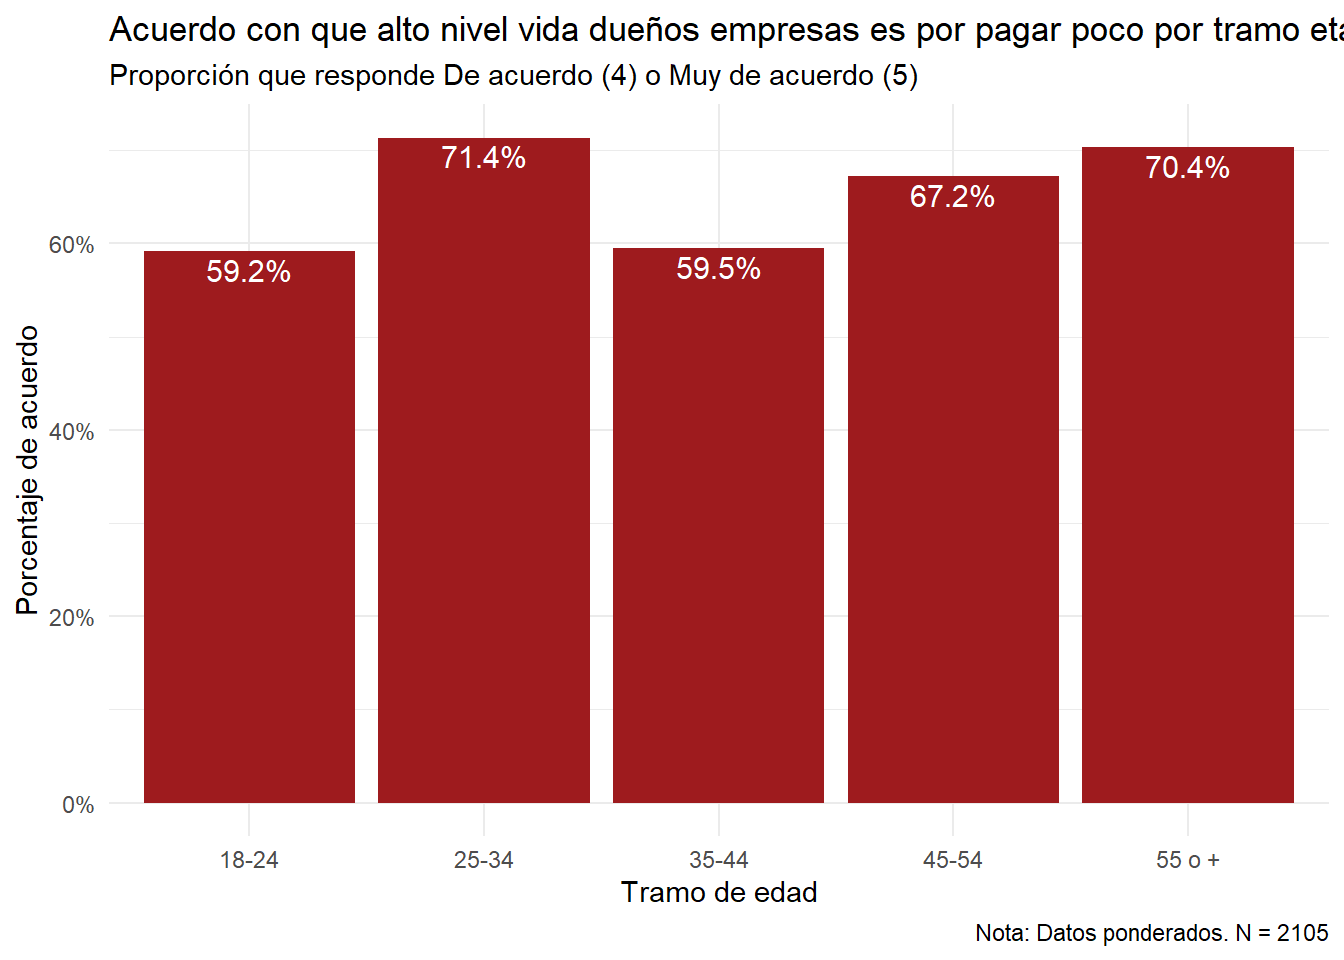 Acuerdo con que alto nivel vida dueños empresas es por pagar poco por tramo eta
Proporción que responde De acuerdo (4) o Muy de acuerdo (5)
71.4%
70.4%
67.2%
59.2%
59.5%
60%
40%
20%
0%
Porcentaje de acuerdo
18-24 25-34 35-44 45-54 55 o +
Tramo de edad
Nota: Datos ponderados. N = 2105